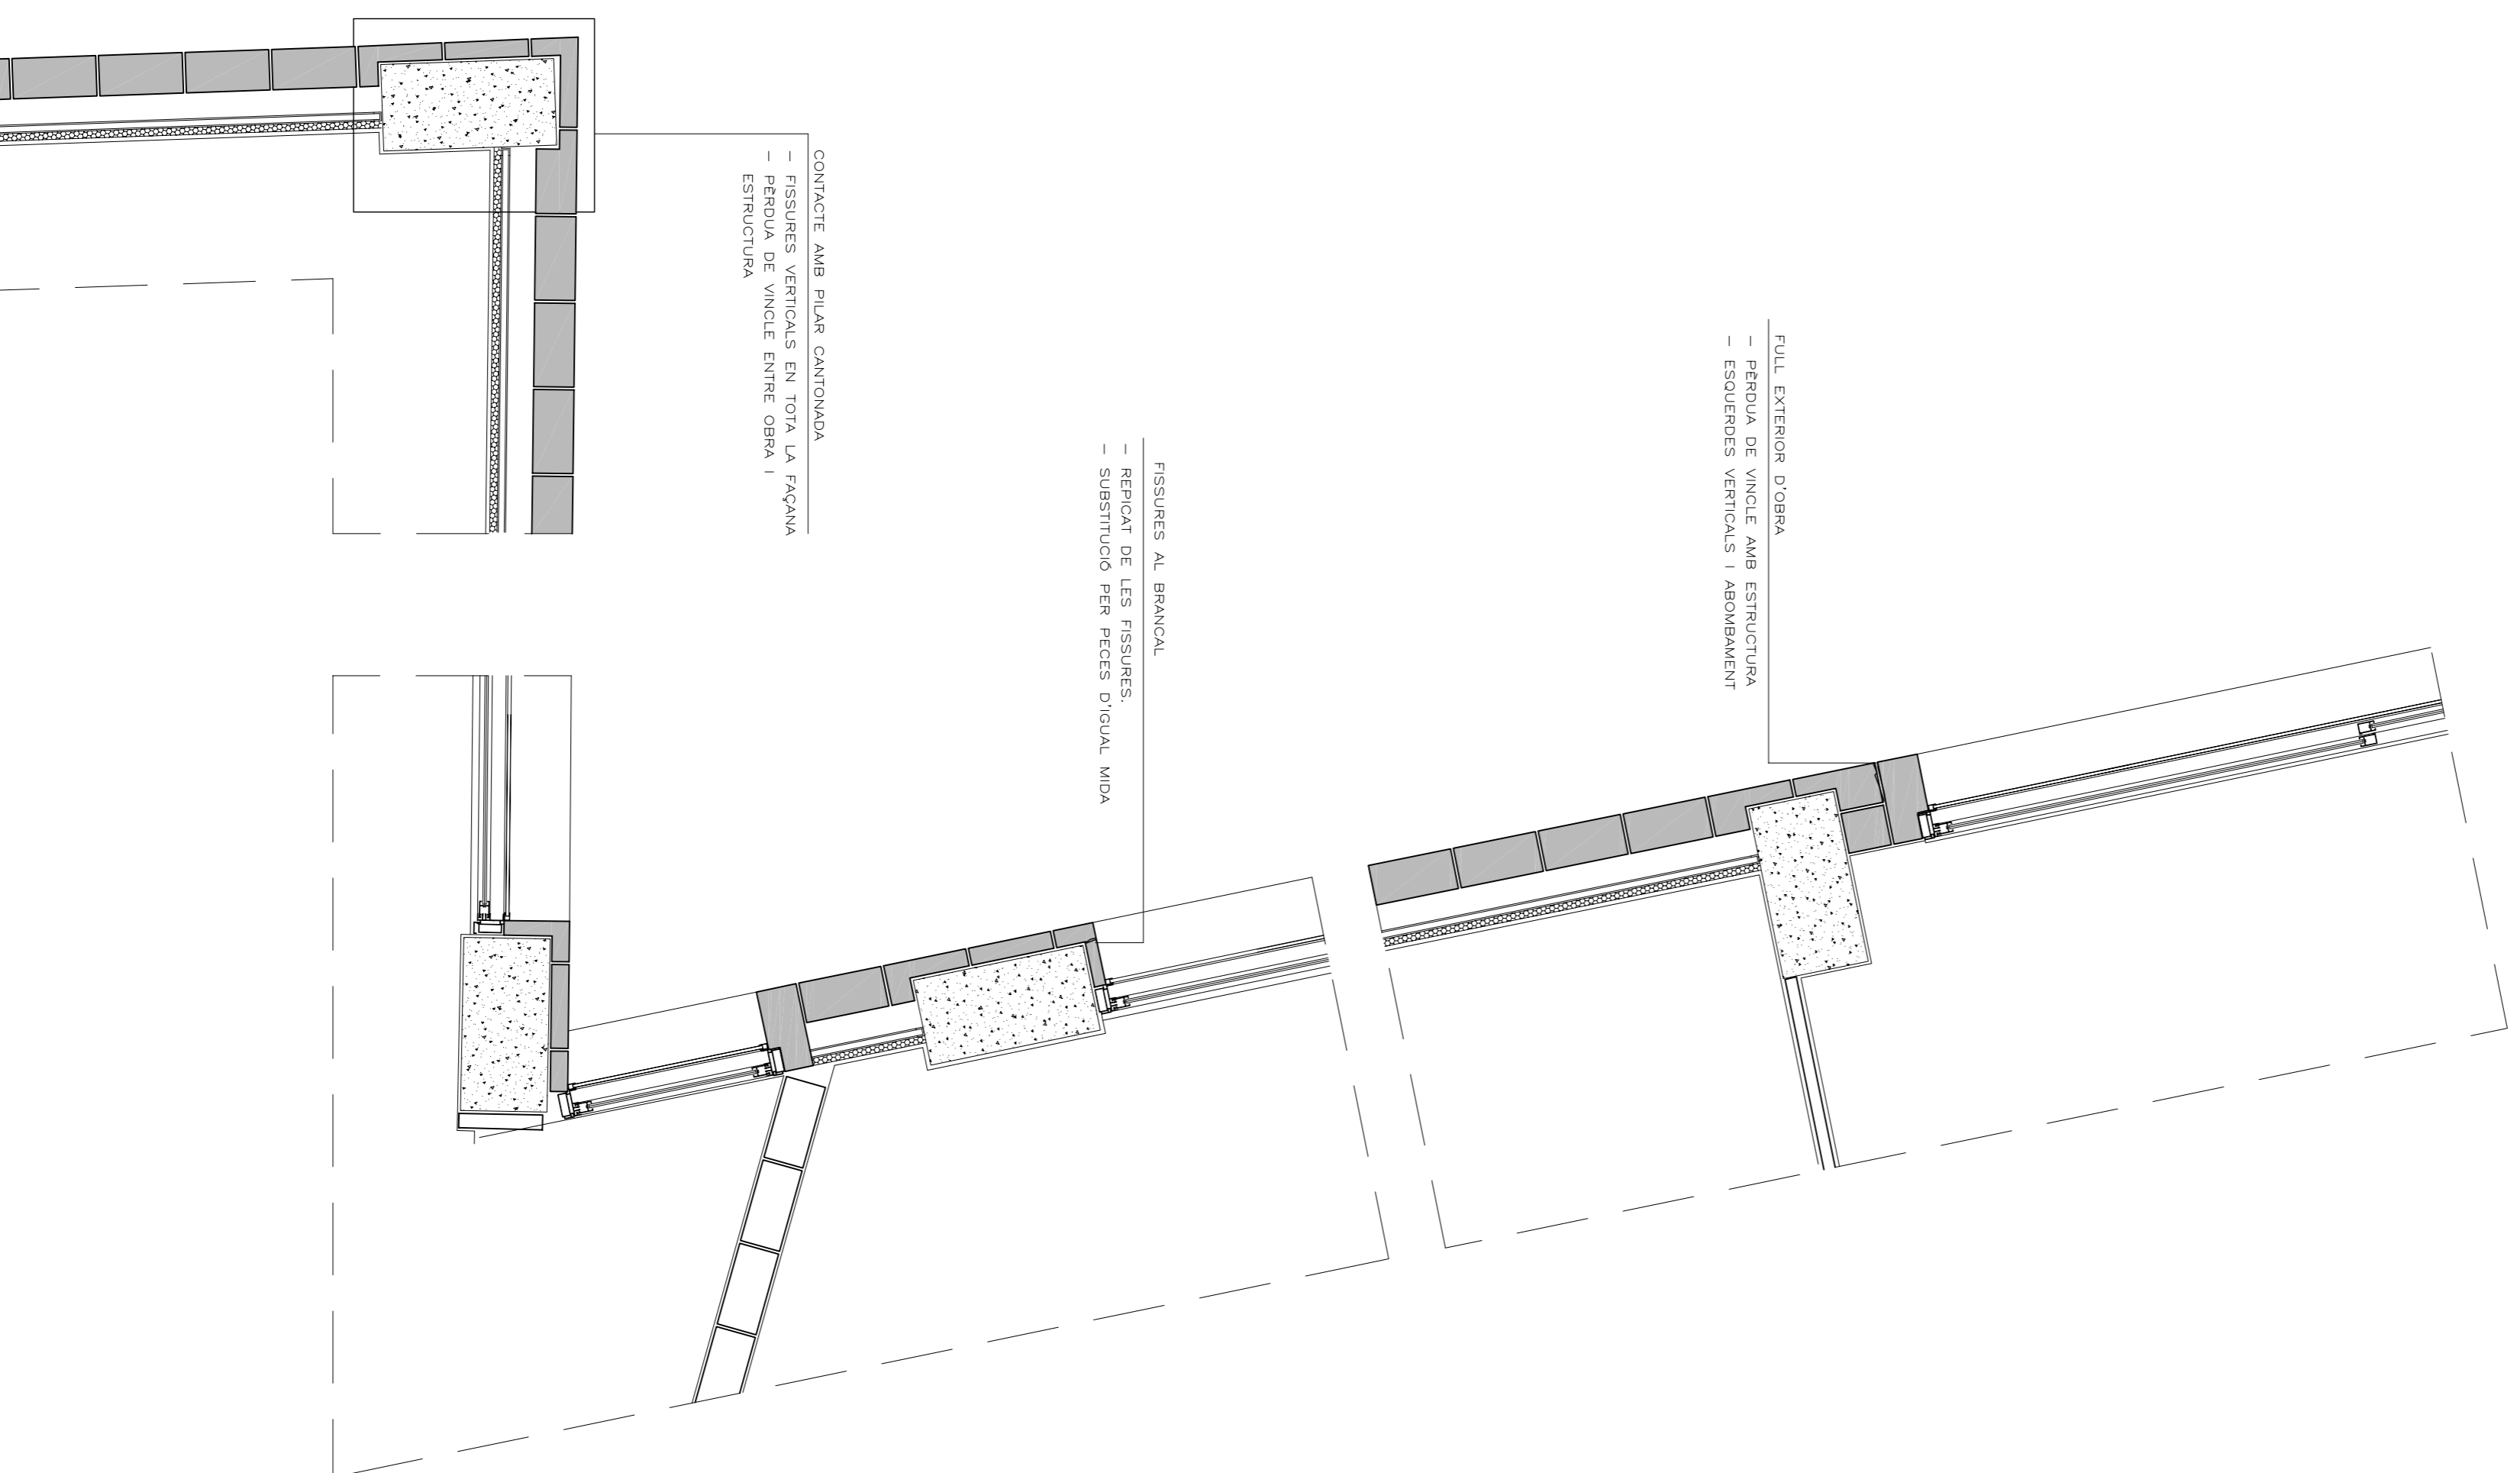 CONTACTE AMB PILAR CANTONADA
– FISSURES VERTICALS EN TOTA LA FAÇANA
– PÈRDUA DE VINCLE ENTRE OBRA I
ESTRUCTURA
FISSURES AL BRANCAL
– REPICAT DE LES FISSURES.
– SUBSTITUCIÓ PER PECES D'IGUAL MIDA
FULL EXTERIOR D'OBRA
– PÈRDUA DE VINCLE AMB ESTRUCTURA
– ESQUERDES VERTICALS I ABOMBAMENT